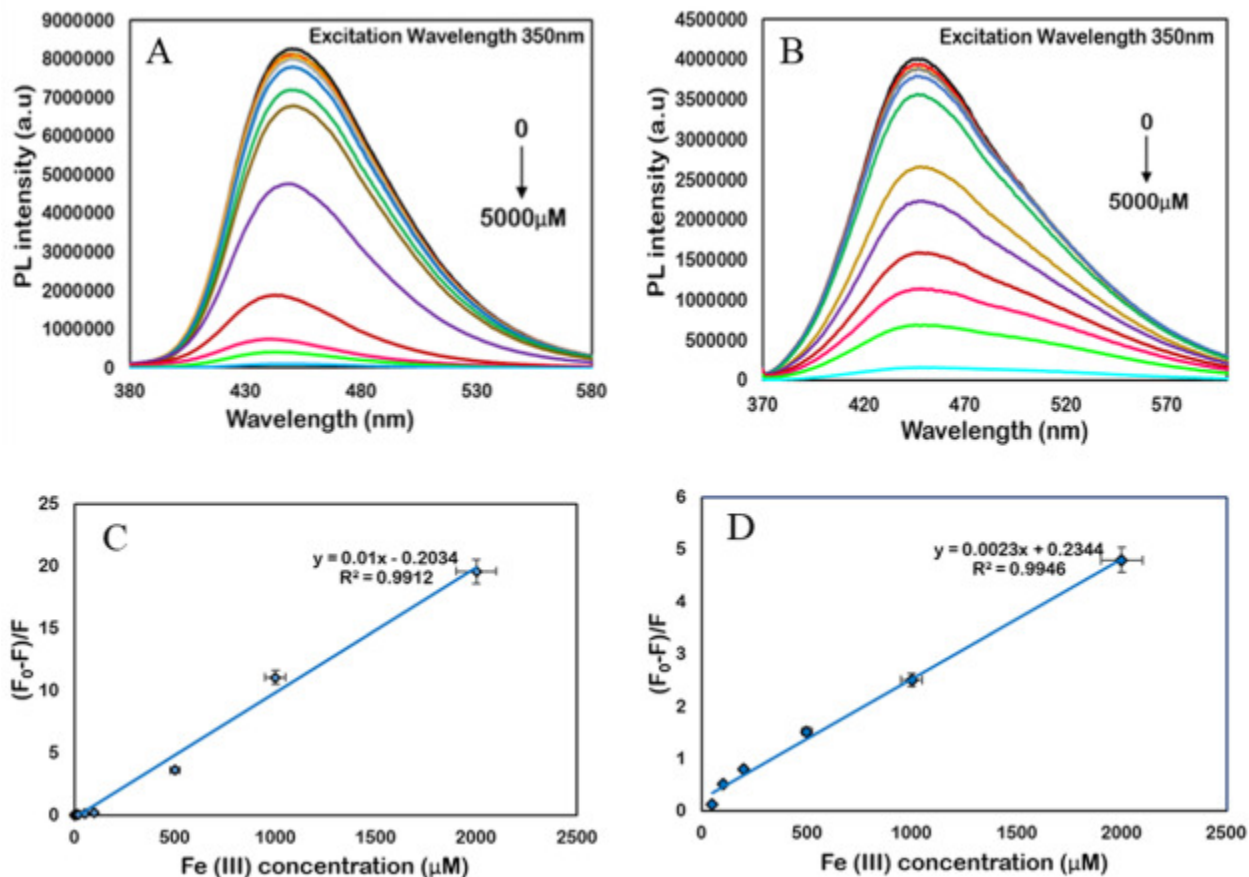 A
Excitation Wavelength 350nm
9000000
8000000
7000000
6000000
5000000
4000000
3000000
2000000
1000000
0
PL intensity (a.u)
0
5000μM
380
430
480
530
580
Wavelength (nm)
B
Excitation Wavelength 350nm
4500000
4000000
3500000
3000000
2500000
2000000
1500000
1000000
500000
0
PL intensity (a.u)
0
5000μM
370
420
470
520
570
Wavelength (nm)
C
25
20
15
10
5
0
(F₀-F)/F
y = 0.01x - 0.2034
R² = 0.9912
0
500
1000
1500
2000
2500
Fe (III) concentration (μM)
D
6
5
4
3
2
1
0
(F₀-F)/F
y = 0.0023x + 0.2344
R² = 0.9946
0
500
1000
1500
2000
2500
Fe (III) concentration (μM)